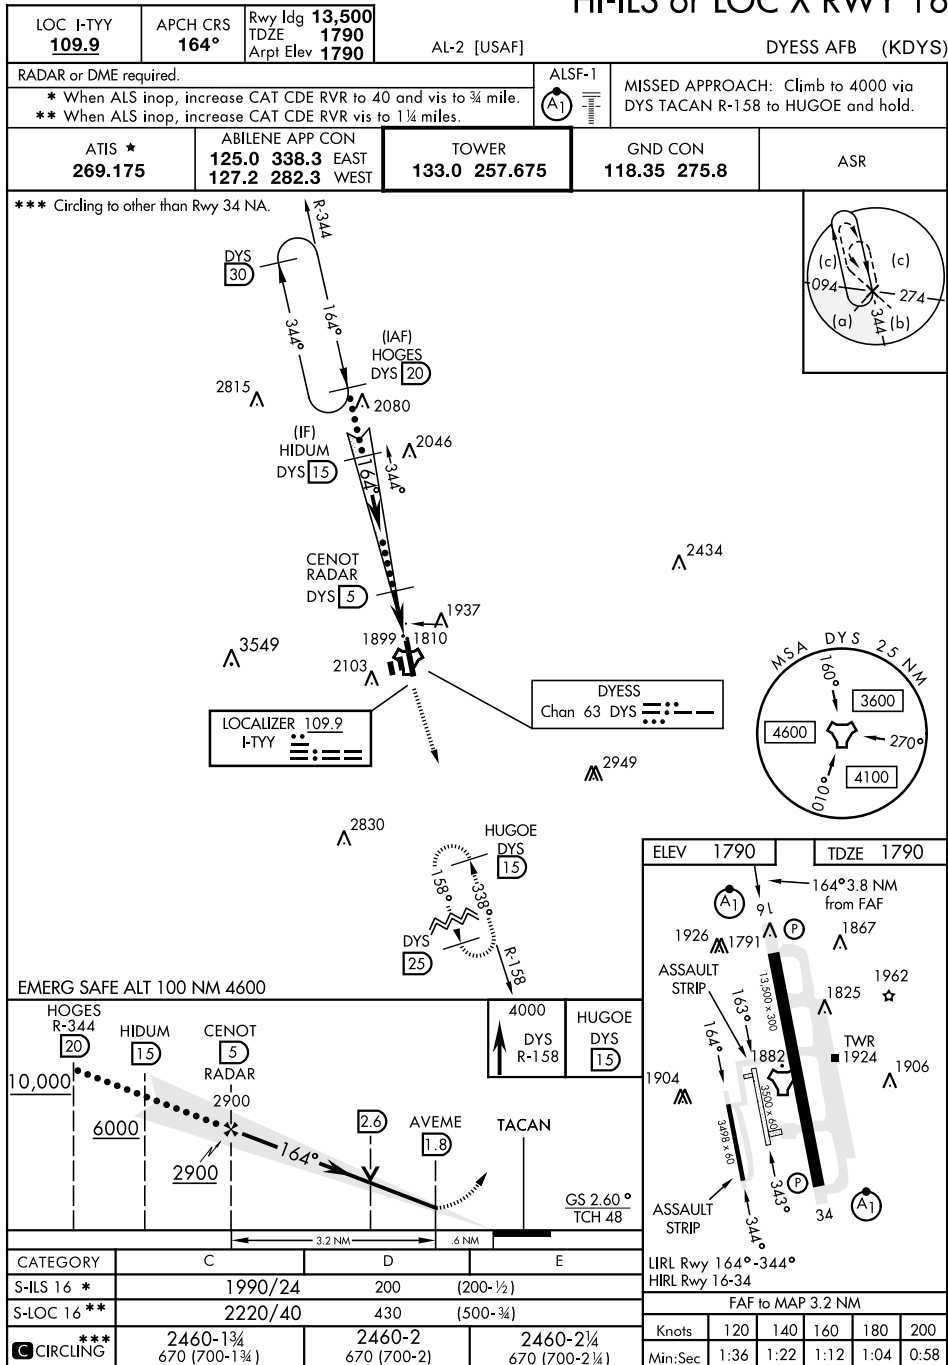 HI-ILS or LOC X RWY 16
LOC I-TYY
109.9
APCH CRS
164°
Rwy ldg 13,500
TDZE 1790
Arpt Elev 1790
AL-2 [USAF]
DYESS AFB (KDYS)
RADAR or DME required.
* When ALS inop, increase CAT CDE RVR to 40 and vis to ¾ mile.
** When ALS inop, increase CAT CDE RVR vis to 1¼ miles.
ALSF-1
A1
MISSED APPROACH: Climb to 4000 via
DYS TACAN R-158 to HUGOE and hold.
ATIS ★
269.175
ABILENE APP CON
125.0 338.3 EAST
127.2 282.3 WEST
TOWER
133.0 257.675
GND CON
118.35 275.8
ASR
*** Circling to other than Rwy 34 NA.
R-344
DYS
30
344°
164°
(IAF)
HOGES
DYS 20
2815
2080
(IF)
HIDUM
DYS 15
2046
164°
344°
(c)
(c)
094
274
(a)
344
(b)
2434
CENOT
RADAR
DYS 5
1937
1899
1810
3549
2103
LOCALIZER 109.9
I-TYY
DYESS
Chan 63 DYS
MSA DYS 25 NM
160°
3600
4600
270°
4100
010°
2949
2830
HUGOE
DYS
15
158°
338°
DYS
25
R-158
EMERG SAFE ALT 100 NM 4600
ELEV 1790
TDZE 1790
164° 3.8 NM
from FAF
A1
16
P
1926
1791
1867
ASSAULT
STRIP
13,500 x 300
1962
1825
163°
164°
TWR
1924
1882
1904
1906
3500 x 60
3498 x 60
P
343°
ASSAULT
STRIP
344°
34
A1
LIRL Rwy 164°-344°
HIRL Rwy 16-34
HOGES
R-344
20
HIDUM
15
CENOT
5
RADAR
4000
DYS
R-158
HUGOE
DYS
15
10,000
2900
6000
2900
164°
2.6
AVEME
1.8
TACAN
GS 2.60°
TCH 48
3.2 NM
.6 NM
CATEGORY C D E
S-ILS 16 * 1990/24 200 (200-½)
S-LOC 16 ** 2220/40 430 (500-¾)
C CIRCLING ***
2460-1¾
670 (700-1¾)
2460-2
670 (700-2)
2460-2¼
670 (700-2¼)
FAF to MAP 3.2 NM
Knots 120 140 160 180 200
Min:Sec 1:36 1:22 1:12 1:04 0:58